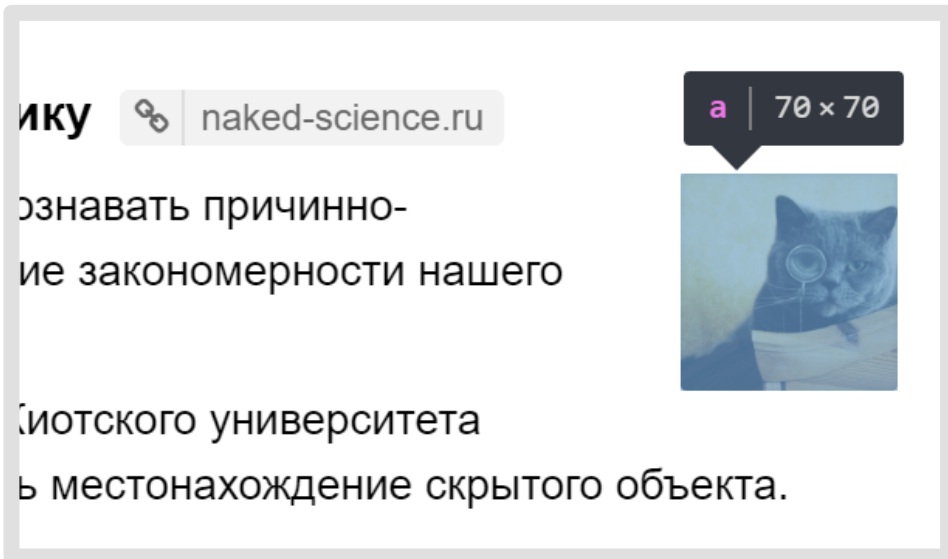 ику naked-science.ru
a 70 × 70
ознавать причинно-
ие закономерности нашего
Киотского университета
ь местонахождение скрытого объекта.